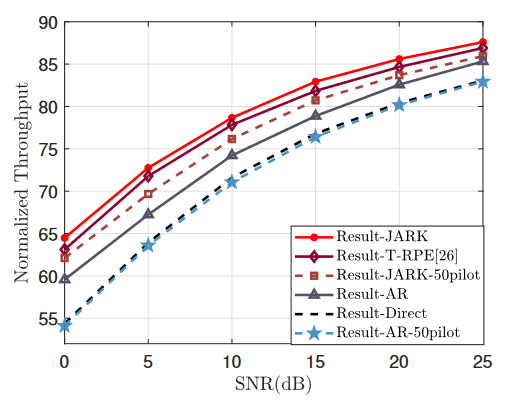 90
85
80
75
70
65
60
55
Normalized Throughput
Result-JARK
Result-T-RPE[26]
Result-JARK-50pilot
Result-AR
Result-Direct
Result-AR-50pilot
0 5 10 15 20 25
SNR(dB)